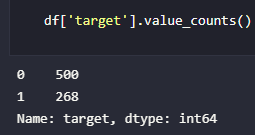 df['target'].value_counts()
0    500
1    268
Name: target, dtype: int64